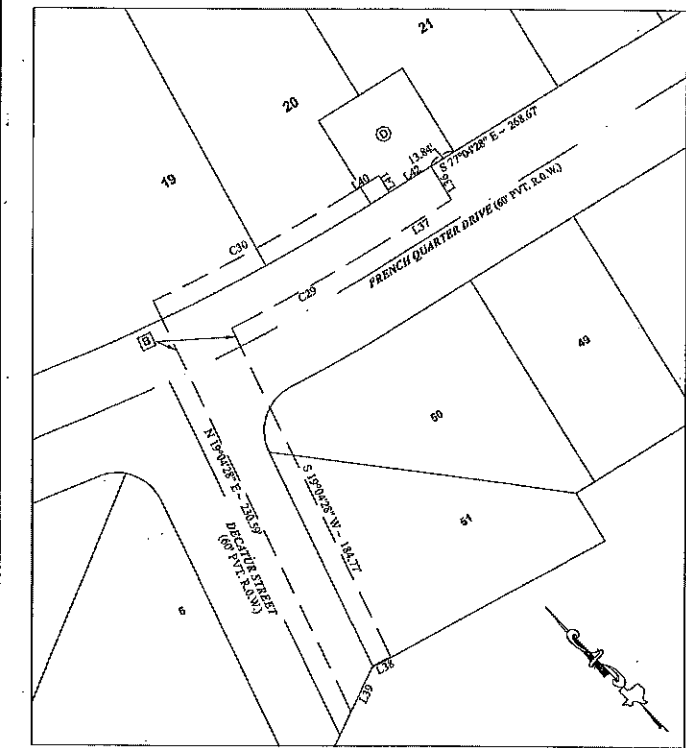 21
20
D
S 77°04'28" E ~ 268.67'
13.84'
L42
L36
L40
L41
19
L37
C30
FRENCH QUARTER DRIVE (60' PVT. R.O.W.)
C29
49
50
N 19°04'28" E ~ 230.59'
S 19°04'28" W ~ 184.77'
51
DECATUR STREET
(60' PVT. R.O.W.)
L38
L39